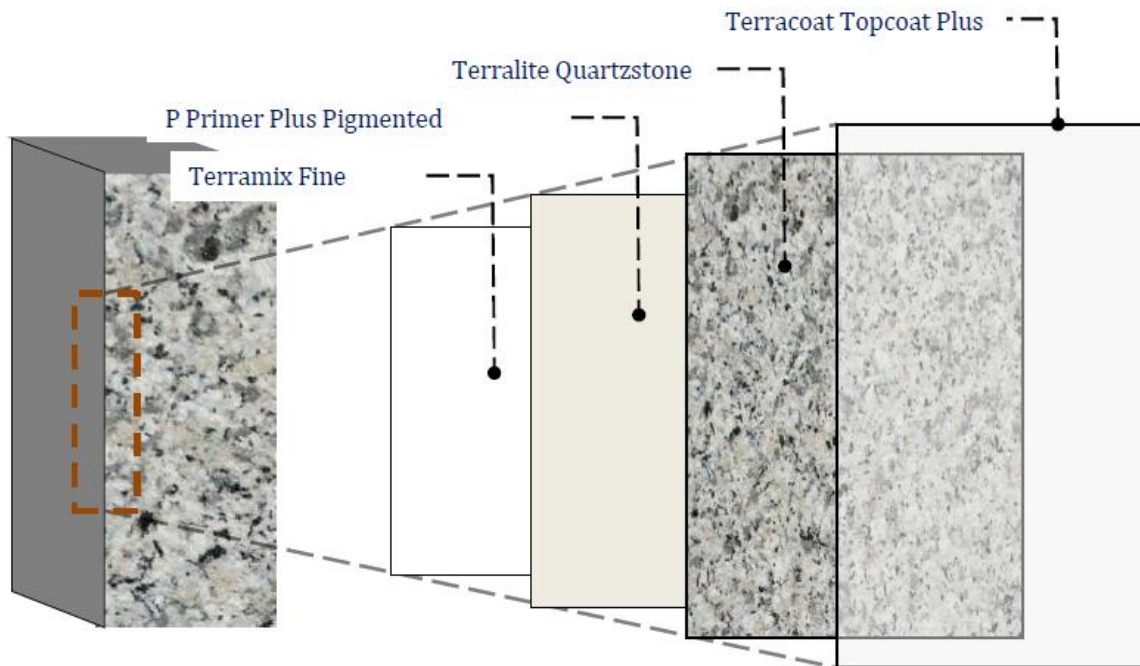 Terracoat Topcoat Plus
Terralite Quartzstone
P Primer Plus Pigmented
Terramix Fine